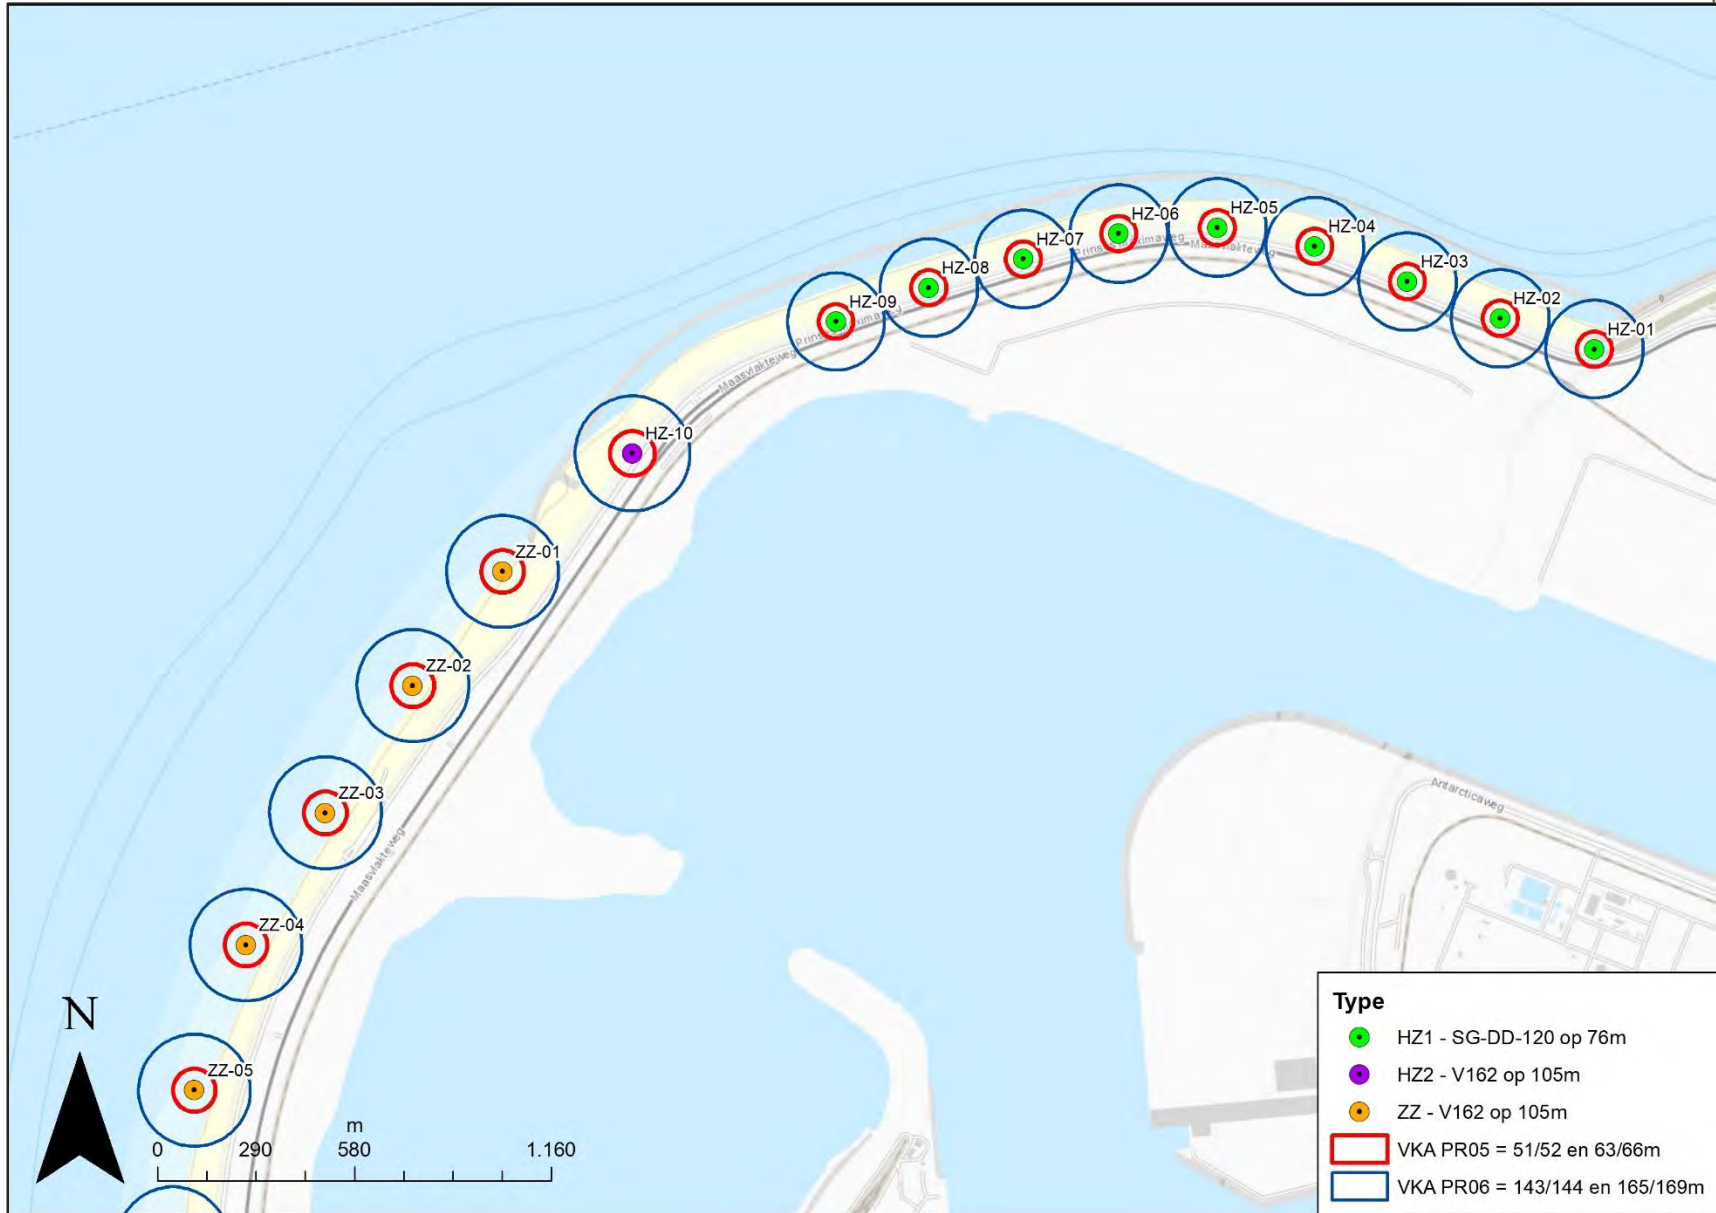 HZ-06
HZ-05
HZ-04
HZ-07
HZ-03
HZ-08
HZ-02
HZ-09
HZ-01
Maasvlakteweg
HZ-10
Maasvlakteweg
ZZ-01
ZZ-02
ZZ-03
Maasvlakteweg
Antarcticaweg
ZZ-04
ZZ-05
N
m
0 290 580 1.160
Type
HZ1 - SG-DD-120 op 76m
HZ2 - V162 op 105m
ZZ - V162 op 105m
VKA PR05 = 51/52 en 63/66m
VKA PR06 = 143/144 en 165/169m